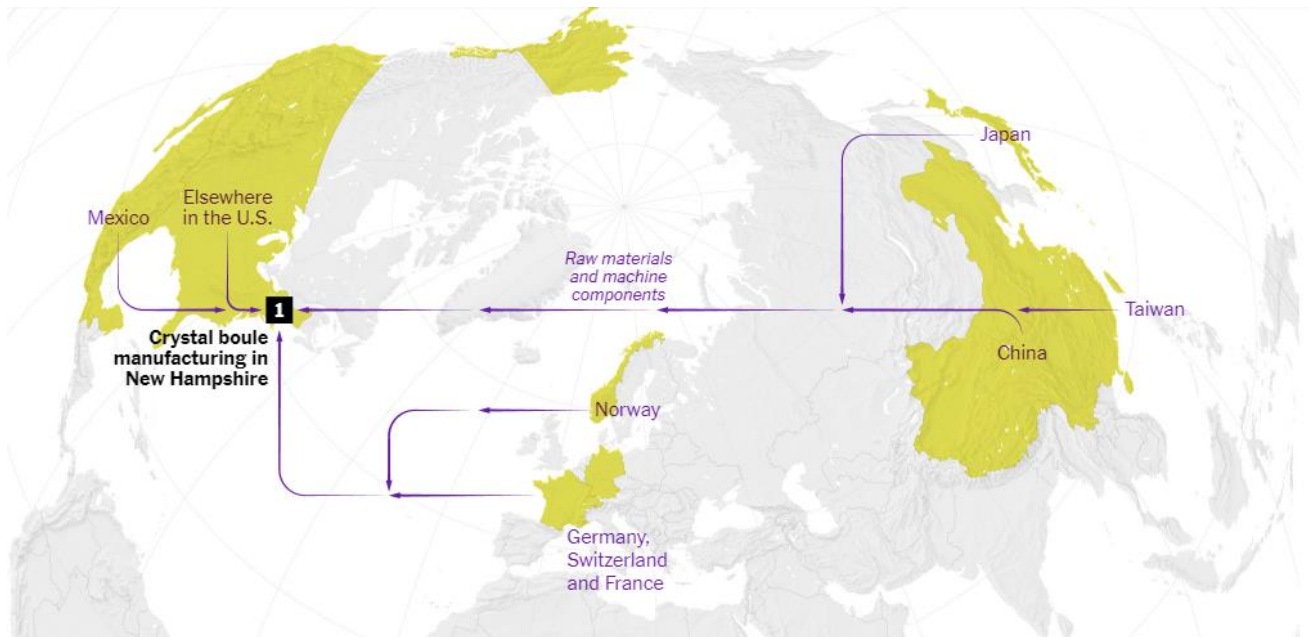 Japan
Mexico
Elsewhere
in the U.S.
Raw materials
and machine
components
1
Taiwan
Crystal boule
manufacturing in
New Hampshire
China
Norway
Germany,
Switzerland
and France